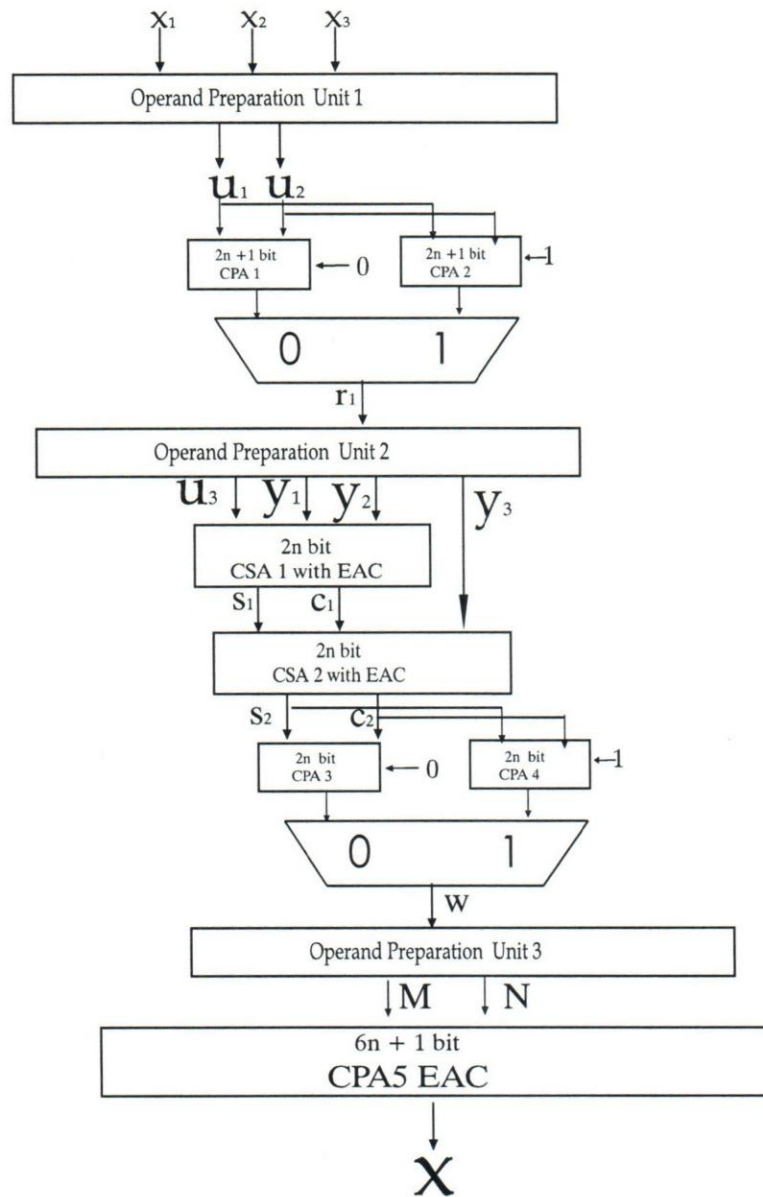 x1 x2 x3
Operand Preparation Unit 1
u1 u2
2n +1 bit
CPA 1
0
2n +1 bit
CPA 2
1
0 1
r1
Operand Preparation Unit 2
u3 y1 y2 y3
2n bit
CSA 1 with EAC
s1 c1
2n bit
CSA 2 with EAC
s2 c2
2n bit
CPA 3
0
2n bit
CPA 4
1
0 1
w
Operand Preparation Unit 3
M N
6n + 1 bit
CPA5 EAC
X